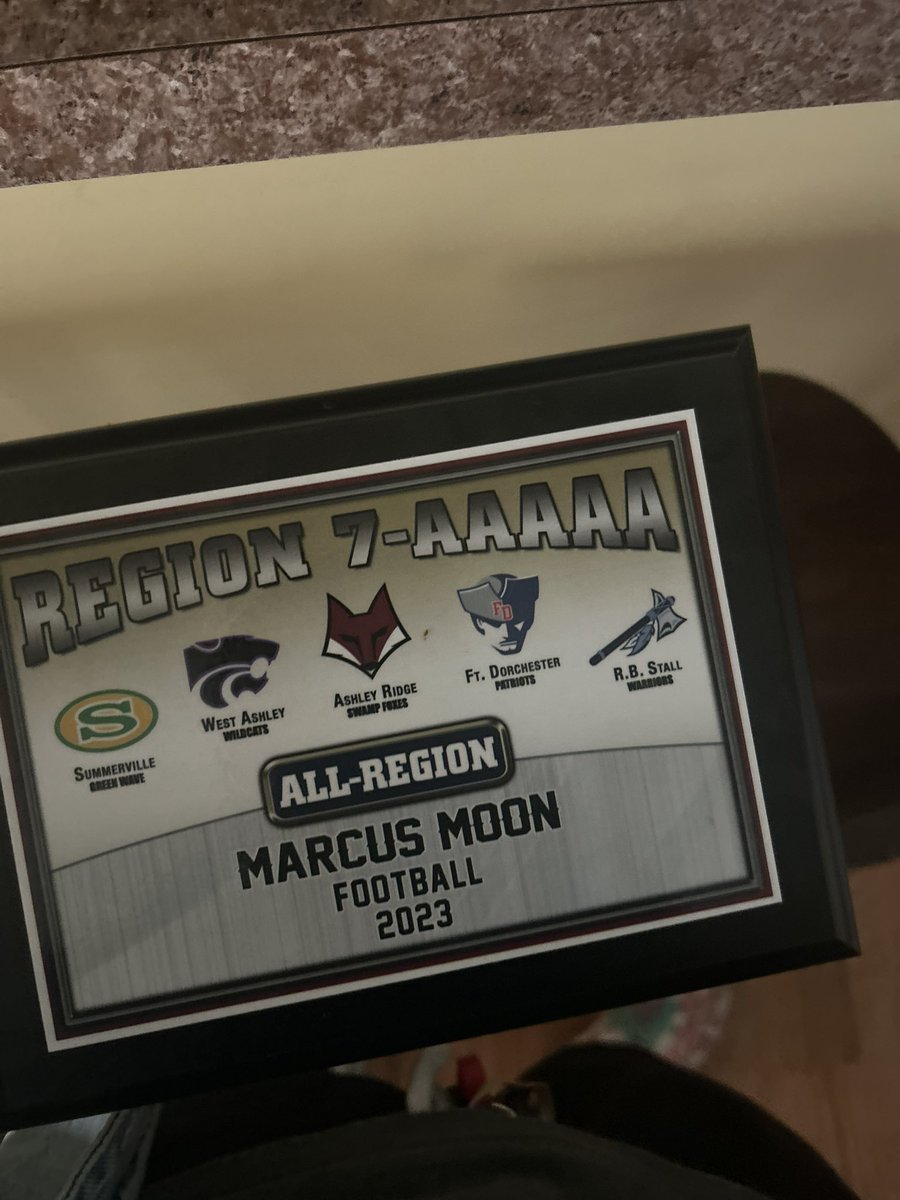 REGION 7-AAAAA
S
SUMMERVILLE
GREEN WAVE
WEST ASHLEY
WILDCATS
ASHLEY RIDGE
SWAMP FOXES
FD
FT. DORCHESTER
PATRIOTS
R.B. STALL
WARRIORS
ALL-REGION
MARCUS MOON
FOOTBALL
2023